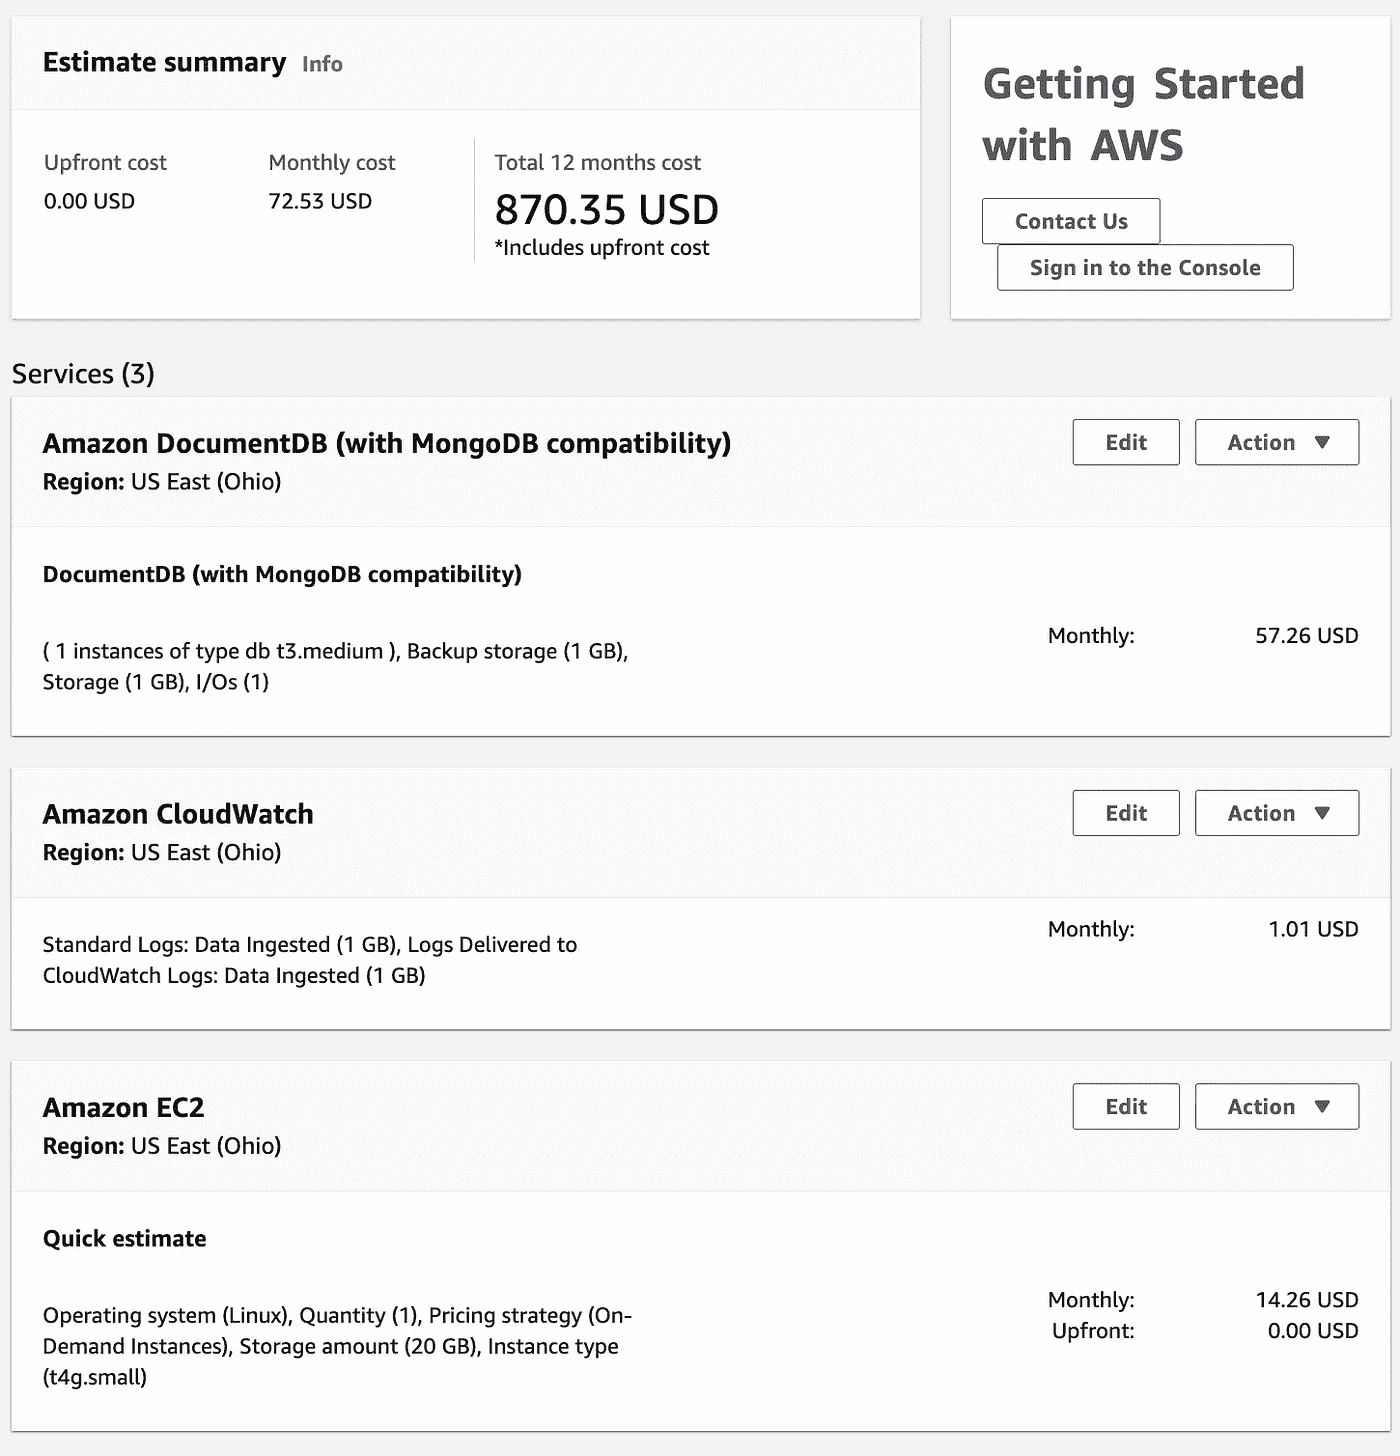 Estimate summary Info
Upfront cost
0.00 USD
Monthly cost
72.53 USD
Total 12 months cost
870.35 USD
*Includes upfront cost
Getting Started
with AWS
Contact Us
Sign in to the Console
Services (3)
Amazon DocumentDB (with MongoDB compatibility)
Region: US East (Ohio)
Edit
Action
DocumentDB (with MongoDB compatibility)
( 1 instances of type db t3.medium ), Backup storage (1 GB),
Storage (1 GB), I/Os (1)
Monthly: 57.26 USD
Amazon CloudWatch
Region: US East (Ohio)
Edit
Action
Standard Logs: Data Ingested (1 GB), Logs Delivered to
CloudWatch Logs: Data Ingested (1 GB)
Monthly: 1.01 USD
Amazon EC2
Region: US East (Ohio)
Edit
Action
Quick estimate
Operating system (Linux), Quantity (1), Pricing strategy (On-
Demand Instances), Storage amount (20 GB), Instance type
(t4g.small)
Monthly: 14.26 USD
Upfront: 0.00 USD